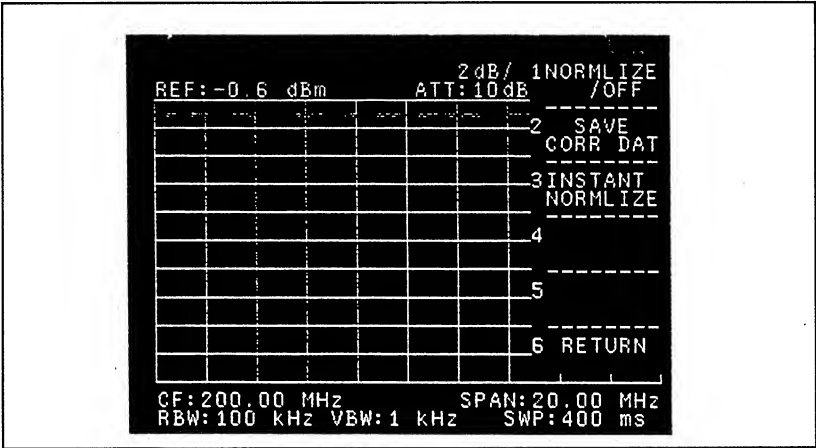 2dB/ 1NORMLIZE
REF:-0.6 dBm ATT:10dB /OFF
2 SAVE
CORR DAT
3INSTANT
NORMLIZE
4
5
6 RETURN
CF:200.00 MHz SPAN:20.00 MHz
RBW:100 kHz VBW:1 kHz SWP:400 ms